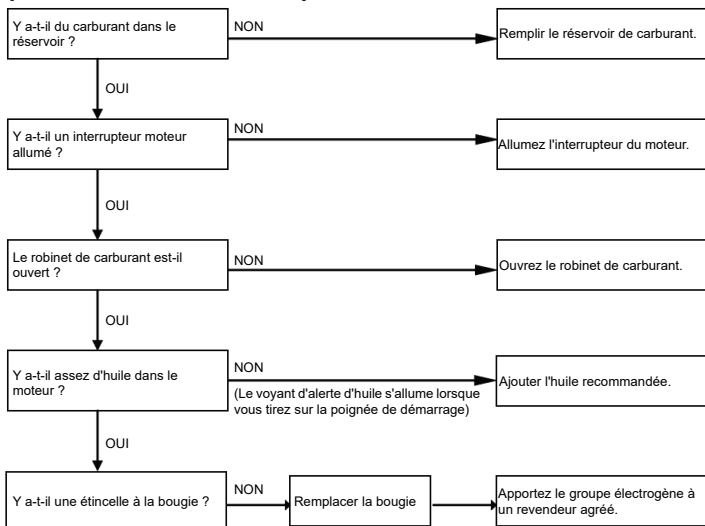 Y a-t-il du carburant dans le
réservoir ?
NON
Remplir le réservoir de carburant.
OUI
Y a-t-il un interrupteur moteur
allumé ?
NON
Allumez l'interrupteur du moteur.
OUI
Le robinet de carburant est-il
ouvert ?
NON
Ouvrez le robinet de carburant.
OUI
Y a-t-il assez d'huile dans le
moteur ?
NON
(Le voyant d'alerte d'huile s'allume lorsque
vous tirez sur la poignée de démarrage)
Ajouter l'huile recommandée.
OUI
Y a-t-il une étincelle à la bougie ?
NON
Remplacer la bougie
Apportez le groupe électrogène à
un revendeur agréé.